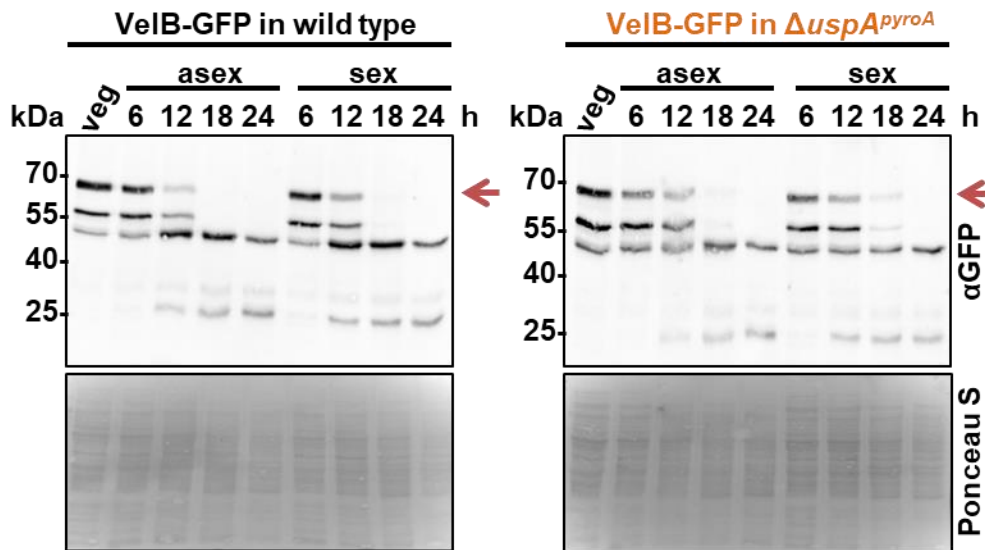 VelB-GFP in wild type
asex sex
kDa veg 6 12 18 24 6 12 18 24 h
70
55
40
25
VelB-GFP in ΔuspA^pyroA
asex sex
kDa veg 6 12 18 24 6 12 18 24 h
70
55
40
25
αGFP
Ponceau S